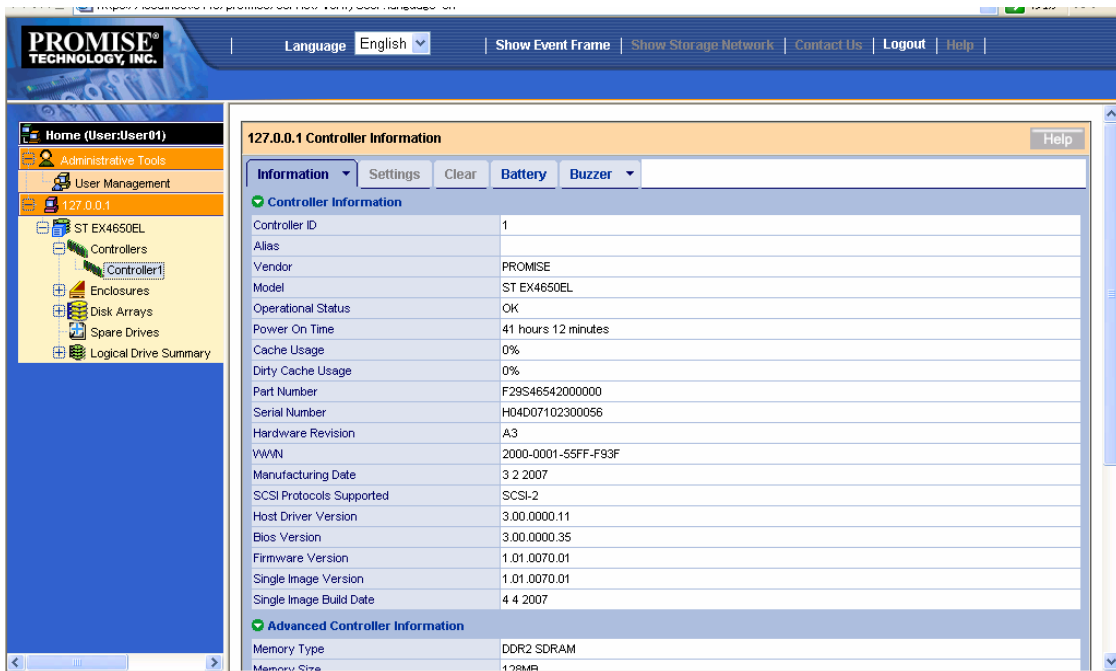 PROMISE®
TECHNOLOGY, INC.
Language English
Show Event Frame | Show Storage Network | Contact Us | Logout | Help |
Home (User:User01)
Administrative Tools
User Management
127.0.0.1
ST EX4650EL
Controllers
Controller1
Enclosures
Disk Arrays
Spare Drives
Logical Drive Summary
127.0.0.1 Controller Information
Help
Information Settings Clear Battery Buzzer
Controller Information
Controller ID 1
Alias
Vendor PROMISE
Model ST EX4650EL
Operational Status OK
Power On Time 41 hours 12 minutes
Cache Usage 0%
Dirty Cache Usage 0%
Part Number F29S46542000000
Serial Number H04D07102300056
Hardware Revision A3
WWN 2000-0001-55FF-F93F
Manufacturing Date 3 2 2007
SCSI Protocols Supported SCSI-2
Host Driver Version 3.00.0000.11
Bios Version 3.00.0000.35
Firmware Version 1.01.0070.01
Single Image Version 1.01.0070.01
Single Image Build Date 4 4 2007
Advanced Controller Information
Memory Type DDR2 SDRAM
Memory Size 128MB